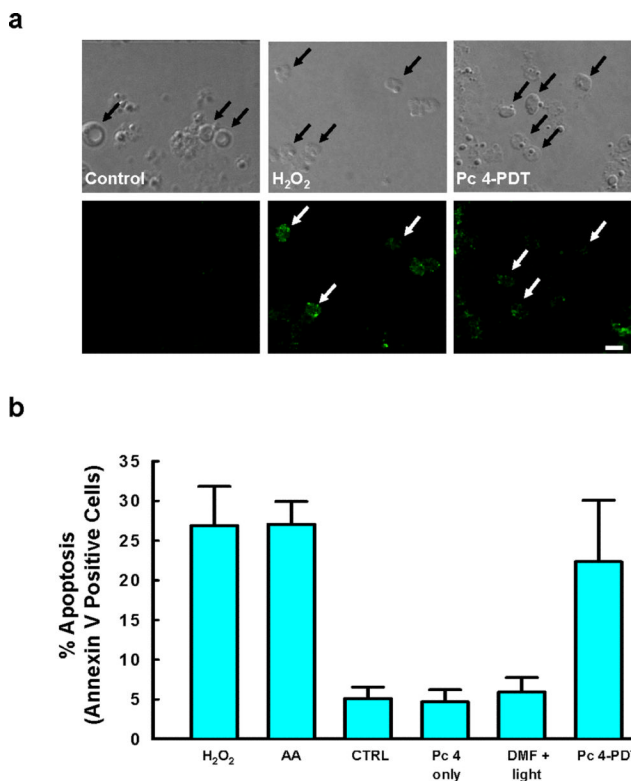 a
Control
H₂O₂
Pc 4-PDT
b
% Apoptosis
(Annexin V Positive Cells)
35
30
25
20
15
10
5
0
H₂O₂
AA
CTRL
Pc 4
only
DMF +
light
Pc 4-PDT